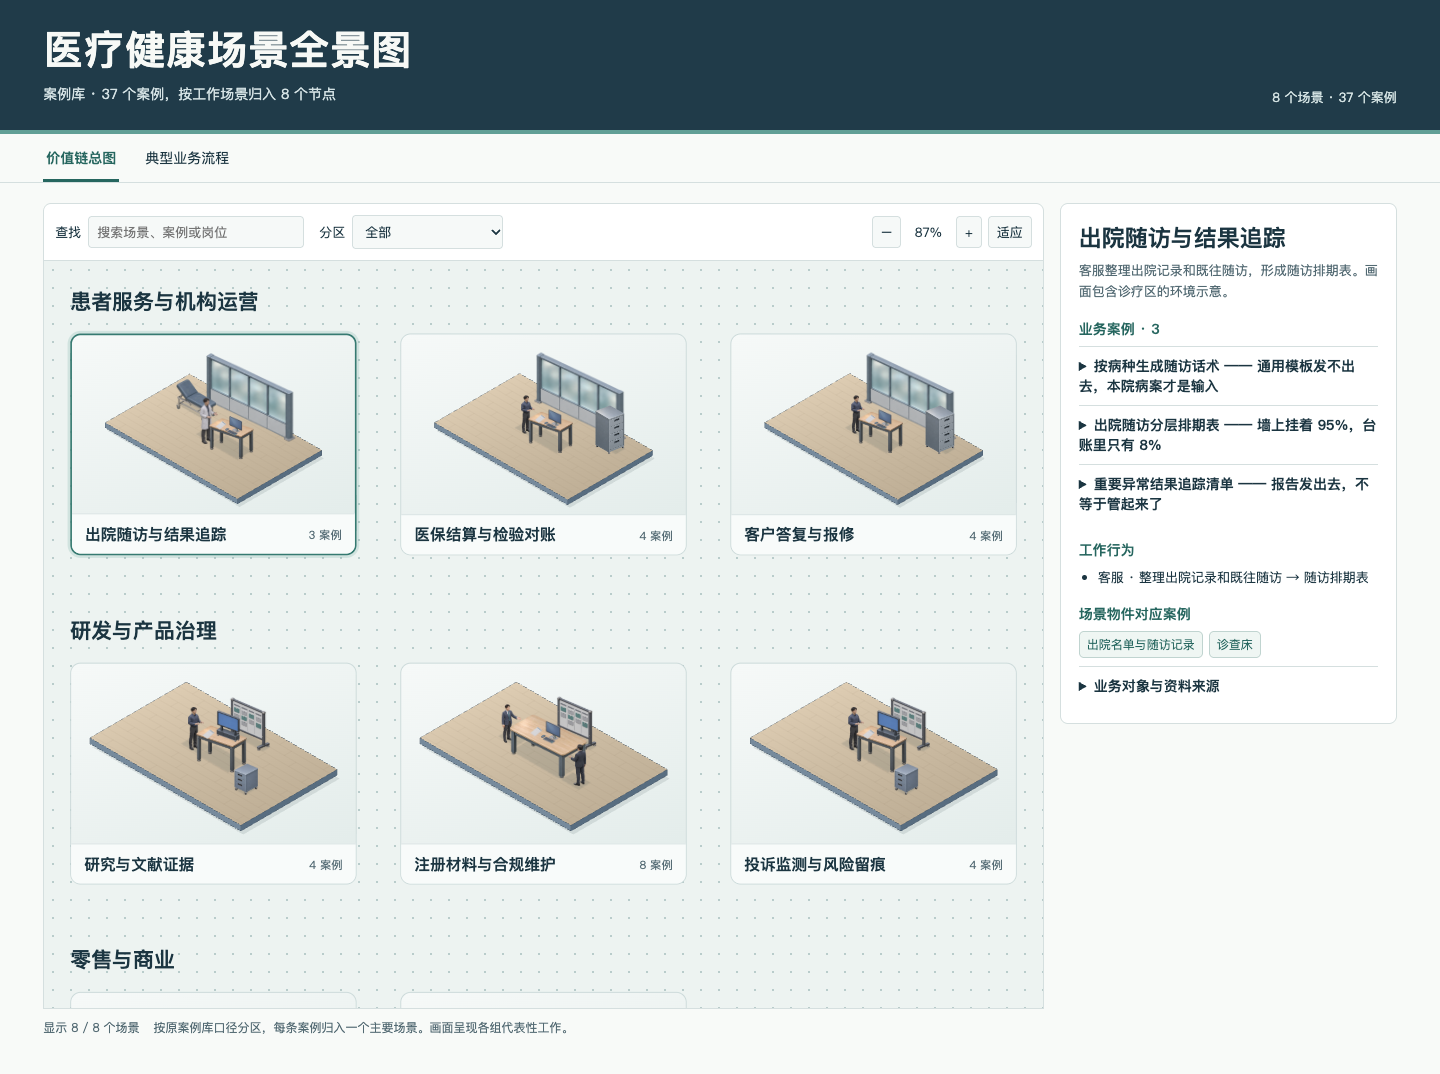 医疗健康场景全景图
案例库 · 37 个案例，按工作场景归入 8 个节点
8 个场景 · 37 个案例
价值链总图
典型业务流程
查找
搜索场景、案例或岗位
分区
全部
—
87%
+
适应
患者服务与机构运营
出院随访与结果追踪
3 案例
医保结算与检验对账
4 案例
客户答复与报修
4 案例
研发与产品治理
研究与文献证据
4 案例
注册材料与合规维护
8 案例
投诉监测与风险留痕
4 案例
零售与商业
显示 8 / 8 个场景 按原案例库口径分区，每条案例归入一个主要场景。画面呈现各组代表性工作。
出院随访与结果追踪
客服整理出院记录和既往随访，形成随访排期表。画
面包含诊疗区的环境示意。
业务案例 · 3
按病种生成随访话术 —— 通用模板发不出
去，本院病案才是输入
出院随访分层排期表 —— 墙上挂着 95%，台
账里只有 8%
重要异常结果追踪清单 —— 报告发出去，不
等于管起来了
工作行为
客服 · 整理出院记录和既往随访 → 随访排期表
场景物件对应案例
出院名单与随访记录
诊查床
业务对象与资料来源